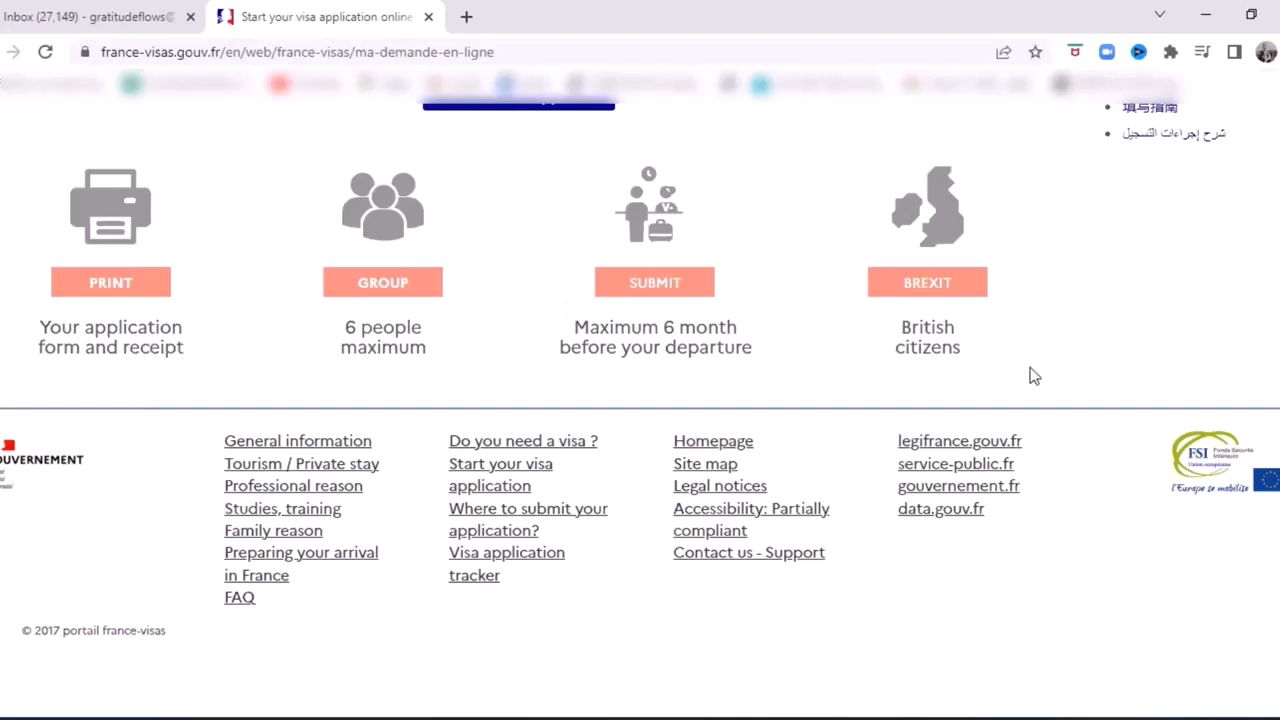 Inbox (27,149) - gratitudeflows@
Start your visa application online
france-visas.gouv.fr/en/web/france-visas/ma-demande-en-ligne
填写指南
شرح إجراءات التسجيل
PRINT
GROUP
SUBMIT
BREXIT
Your application
form and receipt
6 people
maximum
Maximum 6 month
before your departure
British
citizens
OUVERNEMENT
General information
Tourism / Private stay
Professional reason
Studies, training
Family reason
Preparing your arrival
in France
FAQ
Do you need a visa ?
Start your visa
application
Where to submit your
application?
Visa application
tracker
Homepage
Site map
Legal notices
Accessibility: Partially
compliant
Contact us - Support
legifrance.gouv.fr
service-public.fr
gouvernement.fr
data.gouv.fr
FSI Fonds Sécurité
Intérieure
Union européenne
l'Europe se mobilise
© 2017 portail france-visas